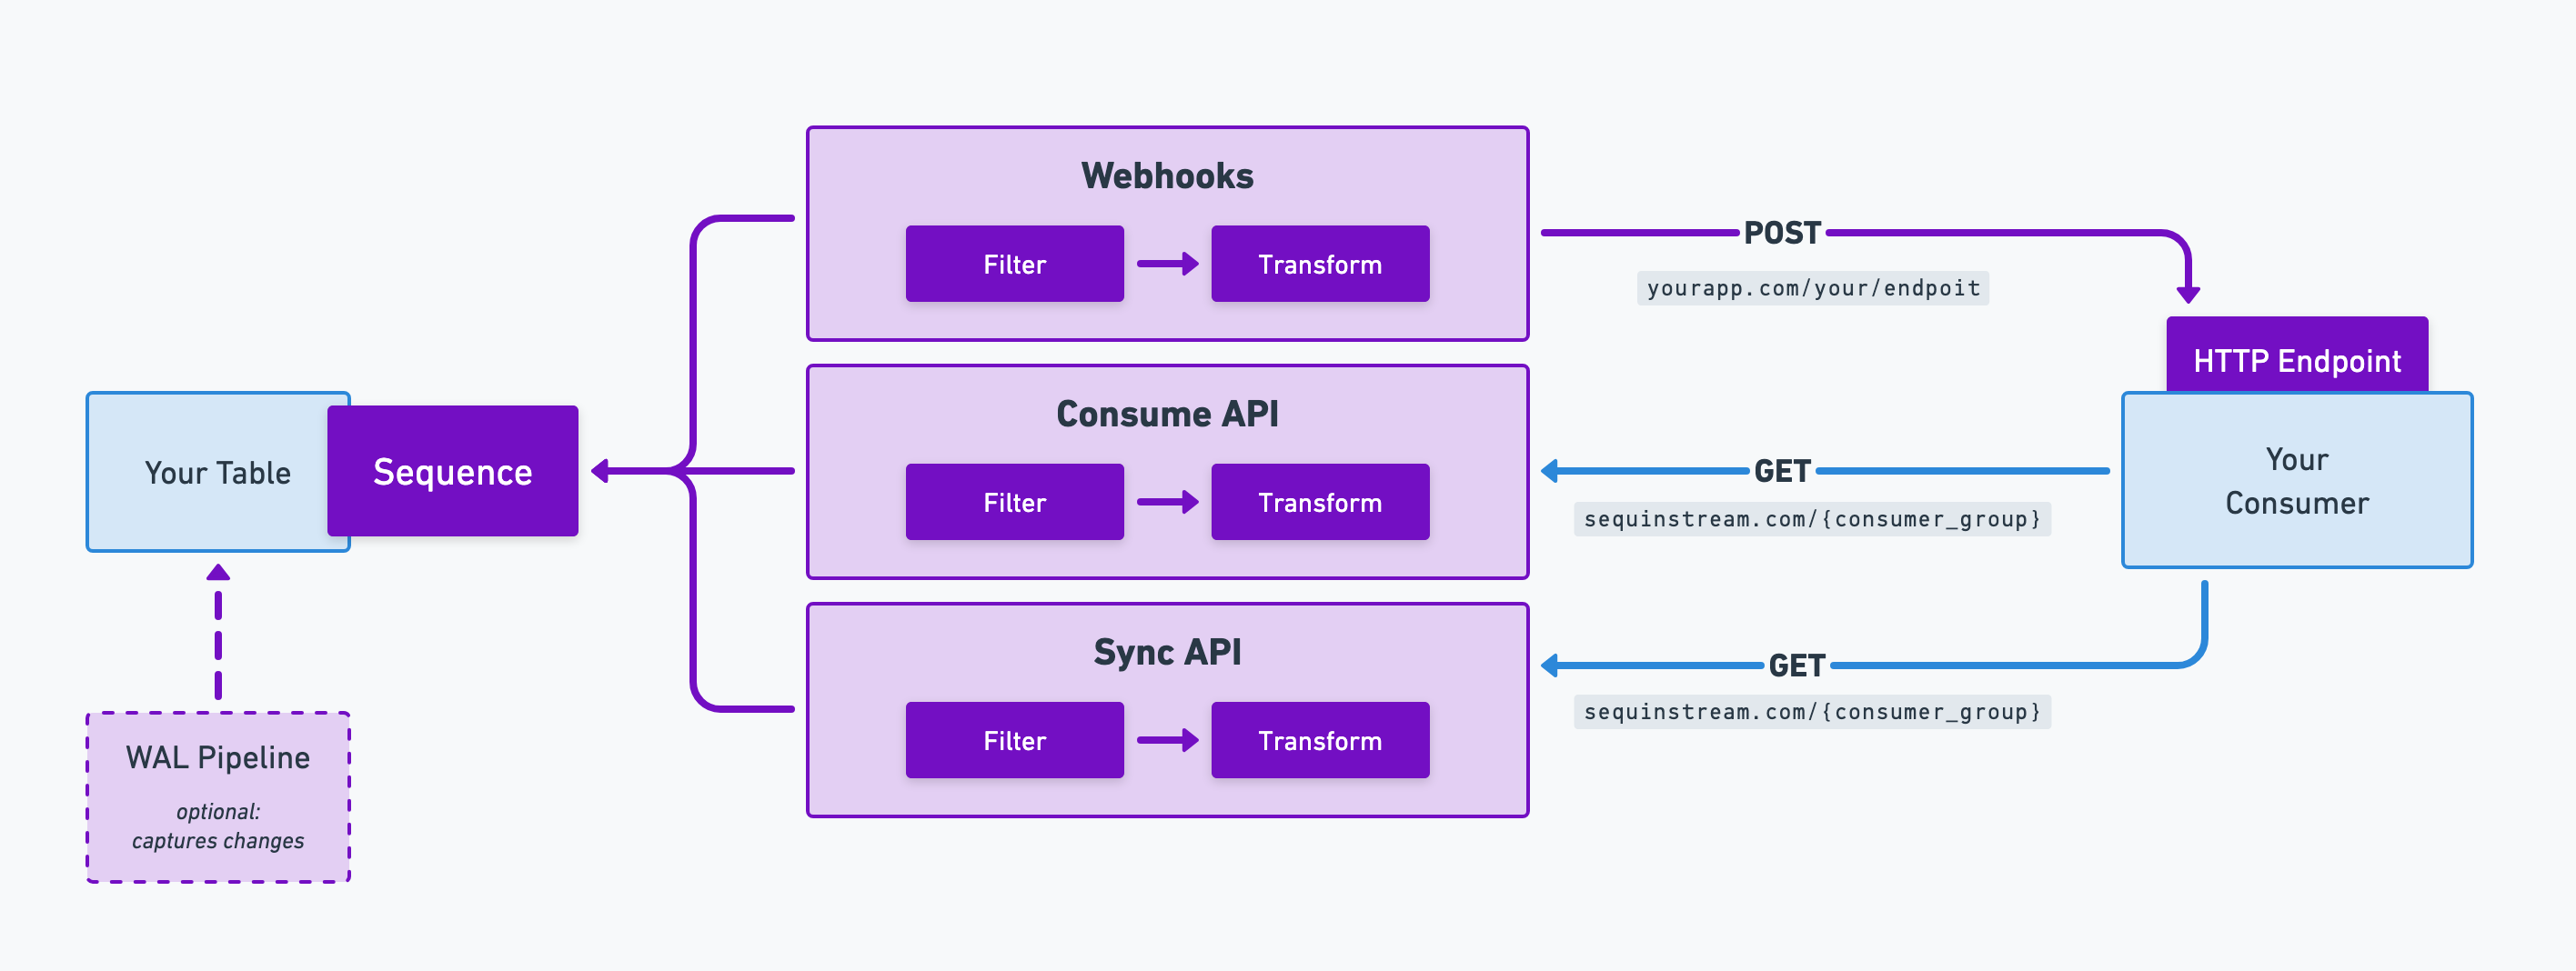 Your Table
Sequence
WAL Pipeline
optional:
captures changes
Webhooks
Filter
Transform
Consume API
Filter
Transform
Sync API
Filter
Transform
POST
yourapp.com/your/endpoit
GET
sequinstream.com/{consumer_group}
GET
sequinstream.com/{consumer_group}
HTTP Endpoint
Your
Consumer